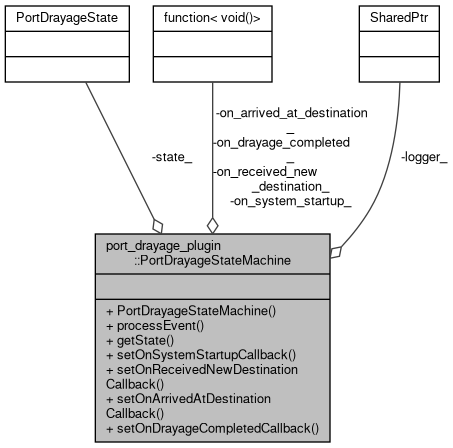 PortDrayageState
function< void()>
SharedPtr
-on_arrived_at_destination
_
-on_drayage_completed
_
-on_received_new
_destination_
-on_system_startup_
-state_
-logger_
port_drayage_plugin
::PortDrayageStateMachine
+ PortDrayageStateMachine()
+ processEvent()
+ getState()
+ setOnSystemStartupCallback()
+ setOnReceivedNewDestination
Callback()
+ setOnArrivedAtDestination
Callback()
+ setOnDrayageCompletedCallback()